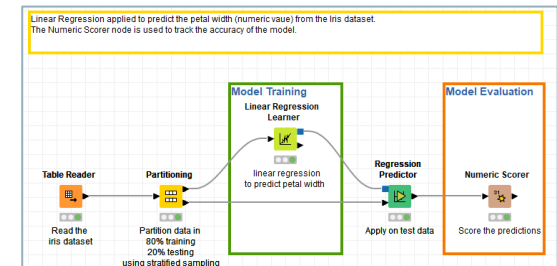 Linear Regression applied to predict the petal width (numeric vaue) from the Iris dataset.
The Numeric Scorer node is used to track the accuracy of the model.
Model Training
Model Evaluation
Linear Regression
Learner
linear regression
to predict petal width
Table Reader
Read the
iris dataset
Partitioning
Partition data in
80% training
20% testing
using stratified sampling
Regression
Predictor
Apply on test data
Numeric Scorer
Score the predictions